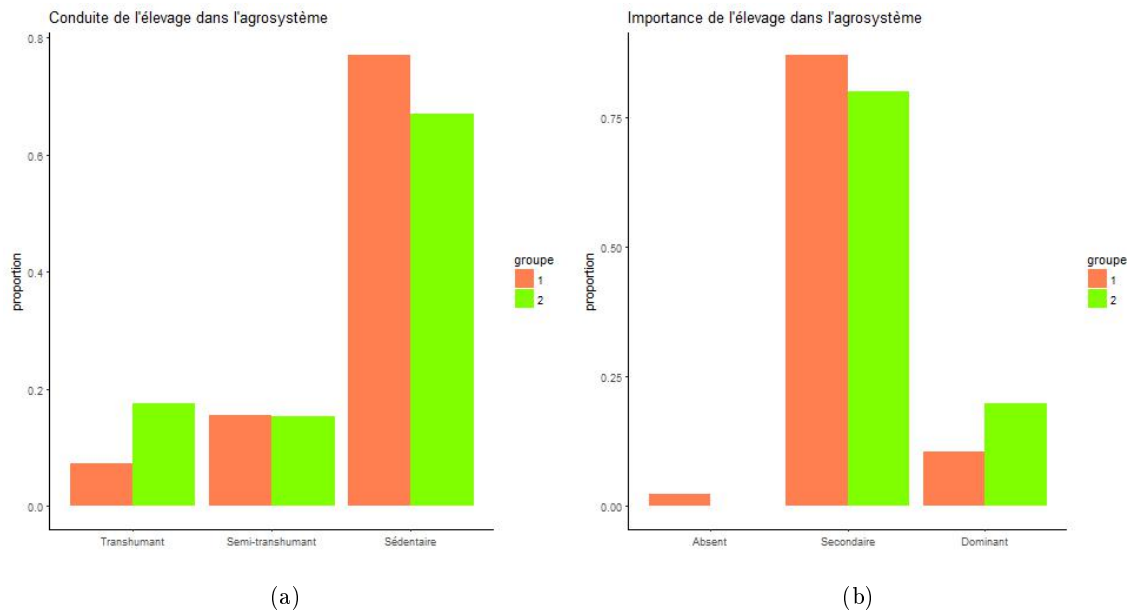 Conduite de l'élevage dans l'agrosystème
0.8
0.6
0.4
0.2
0.0
proportion
Transhumant
Semi-transhumant
Sédentaire
groupe
1
2
(a)
Importance de l'élevage dans l'agrosystème
0.75
0.50
0.25
0.00
proportion
Absent
Secondaire
Dominant
groupe
1
2
(b)